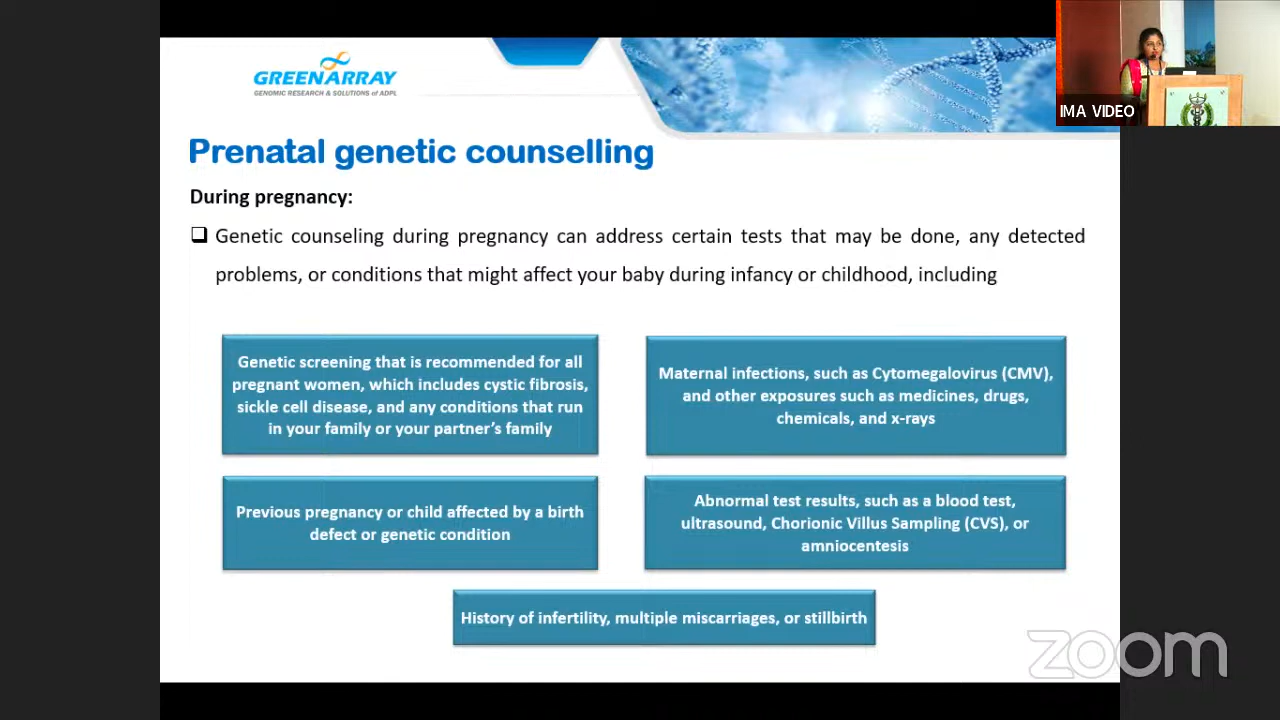 GREENARRAY
GENOMIC RESEARCH & SOLUTIONS of ADPL
IMA VIDEO
Prenatal genetic counselling
During pregnancy:
Genetic counseling during pregnancy can address certain tests that may be done, any detected
problems, or conditions that might affect your baby during infancy or childhood, including
Genetic screening that is recommended for all
pregnant women, which includes cystic fibrosis,
sickle cell disease, and any conditions that run
in your family or your partner's family
Maternal infections, such as Cytomegalovirus (CMV),
and other exposures such as medicines, drugs,
chemicals, and x-rays
Previous pregnancy or child affected by a birth
defect or genetic condition
Abnormal test results, such as a blood test,
ultrasound, Chorionic Villus Sampling (CVS), or
amniocentesis
History of infertility, multiple miscarriages, or stillbirth
zoom